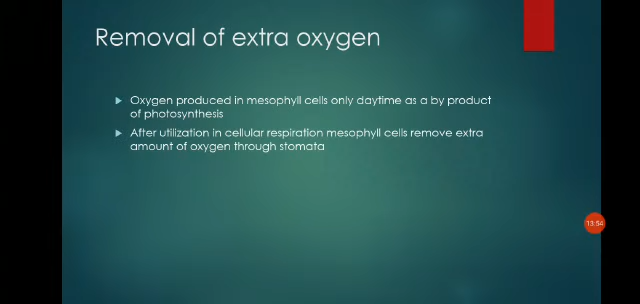 Removal of extra oxygen
Oxygen produced in mesophyll cells only daytime as a by product
of photosynthesis
After utilization in cellular respiration mesophyll cells remove extra
amount of oxygen through stomata
13:54